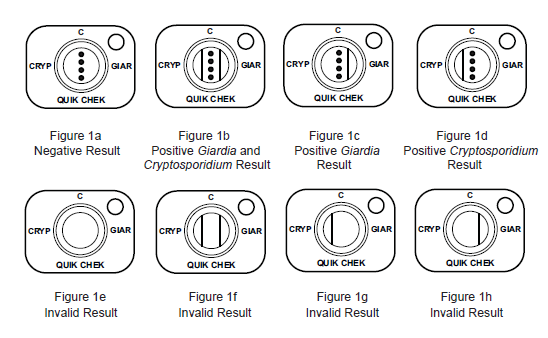 C
C
C
C
CRYP GIAR
CRYP GIAR
CRYP GIAR
CRYP GIAR
QUIK CHEK
QUIK CHEK
QUIK CHEK
QUIK CHEK
Figure 1a
Negative Result
Figure 1b
Positive Giardia and
Cryptosporidium Result
Figure 1c
Positive Giardia
Result
Figure 1d
Positive Cryptosporidium
Result
C
C
C
C
CRYP GIAR
CRYP GIAR
CRYP GIAR
CRYP GIAR
QUIK CHEK
QUIK CHEK
QUIK CHEK
QUIK CHEK
Figure 1e
Invalid Result
Figure 1f
Invalid Result
Figure 1g
Invalid Result
Figure 1h
Invalid Result